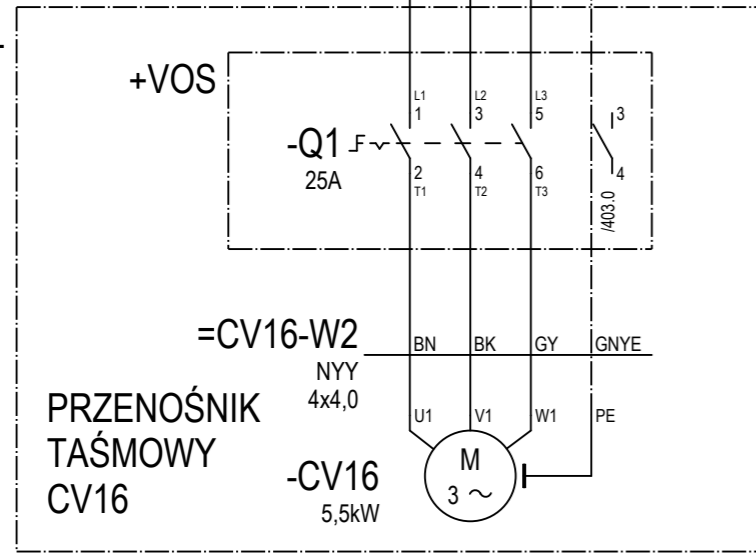 +VOS
L1 L2 L3
1 3 5 3
-Q1
25A
2 4 6 4
T1 T2 T3
/403.0
=CV16-W2
BN BK GY GNYE
NYY
4x4,0
PRZENOŚNIK
TAŚMOWY
CV16
U1 V1 W1 PE
-CV16
5,5kW
M
3 ~